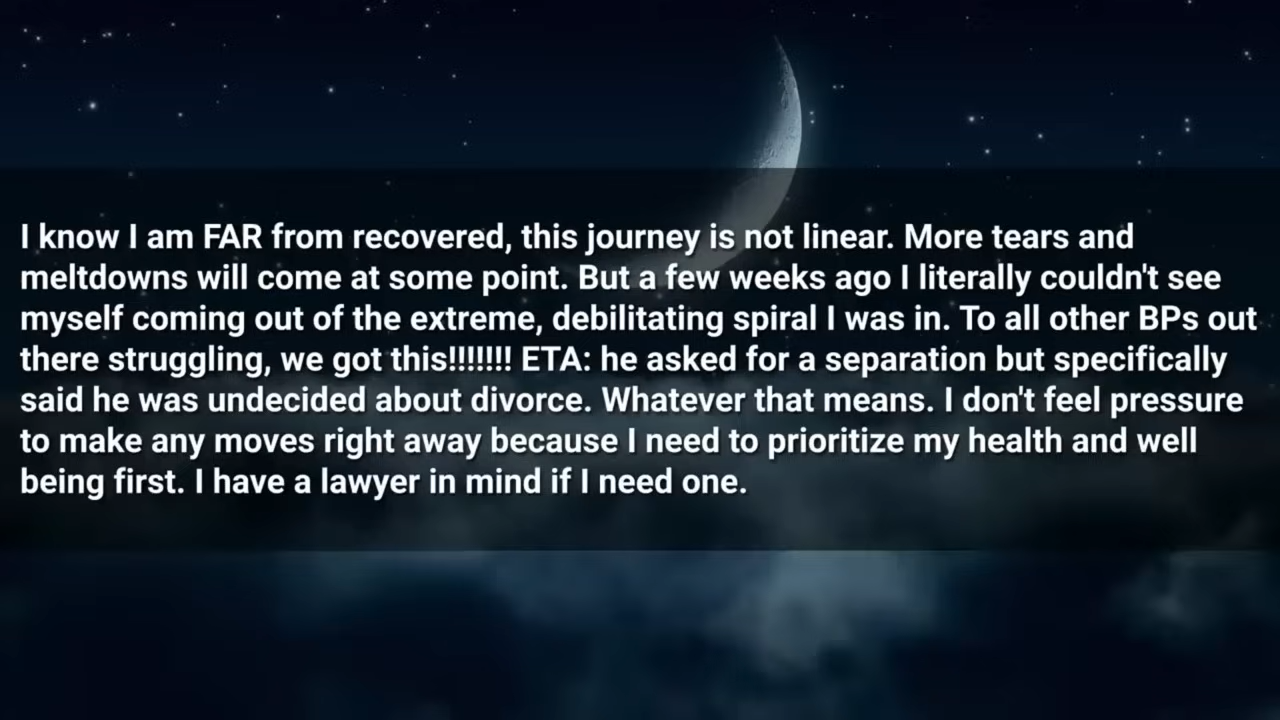 I know I am FAR from recovered, this journey is not linear. More tears and
meltdowns will come at some point. But a few weeks ago I literally couldn't see
myself coming out of the extreme, debilitating spiral I was in. To all other BPs out
there struggling, we got this!!!!!!! ETA: he asked for a separation but specifically
said he was undecided about divorce. Whatever that means. I don't feel pressure
to make any moves right away because I need to prioritize my health and well
being first. I have a lawyer in mind if I need one.